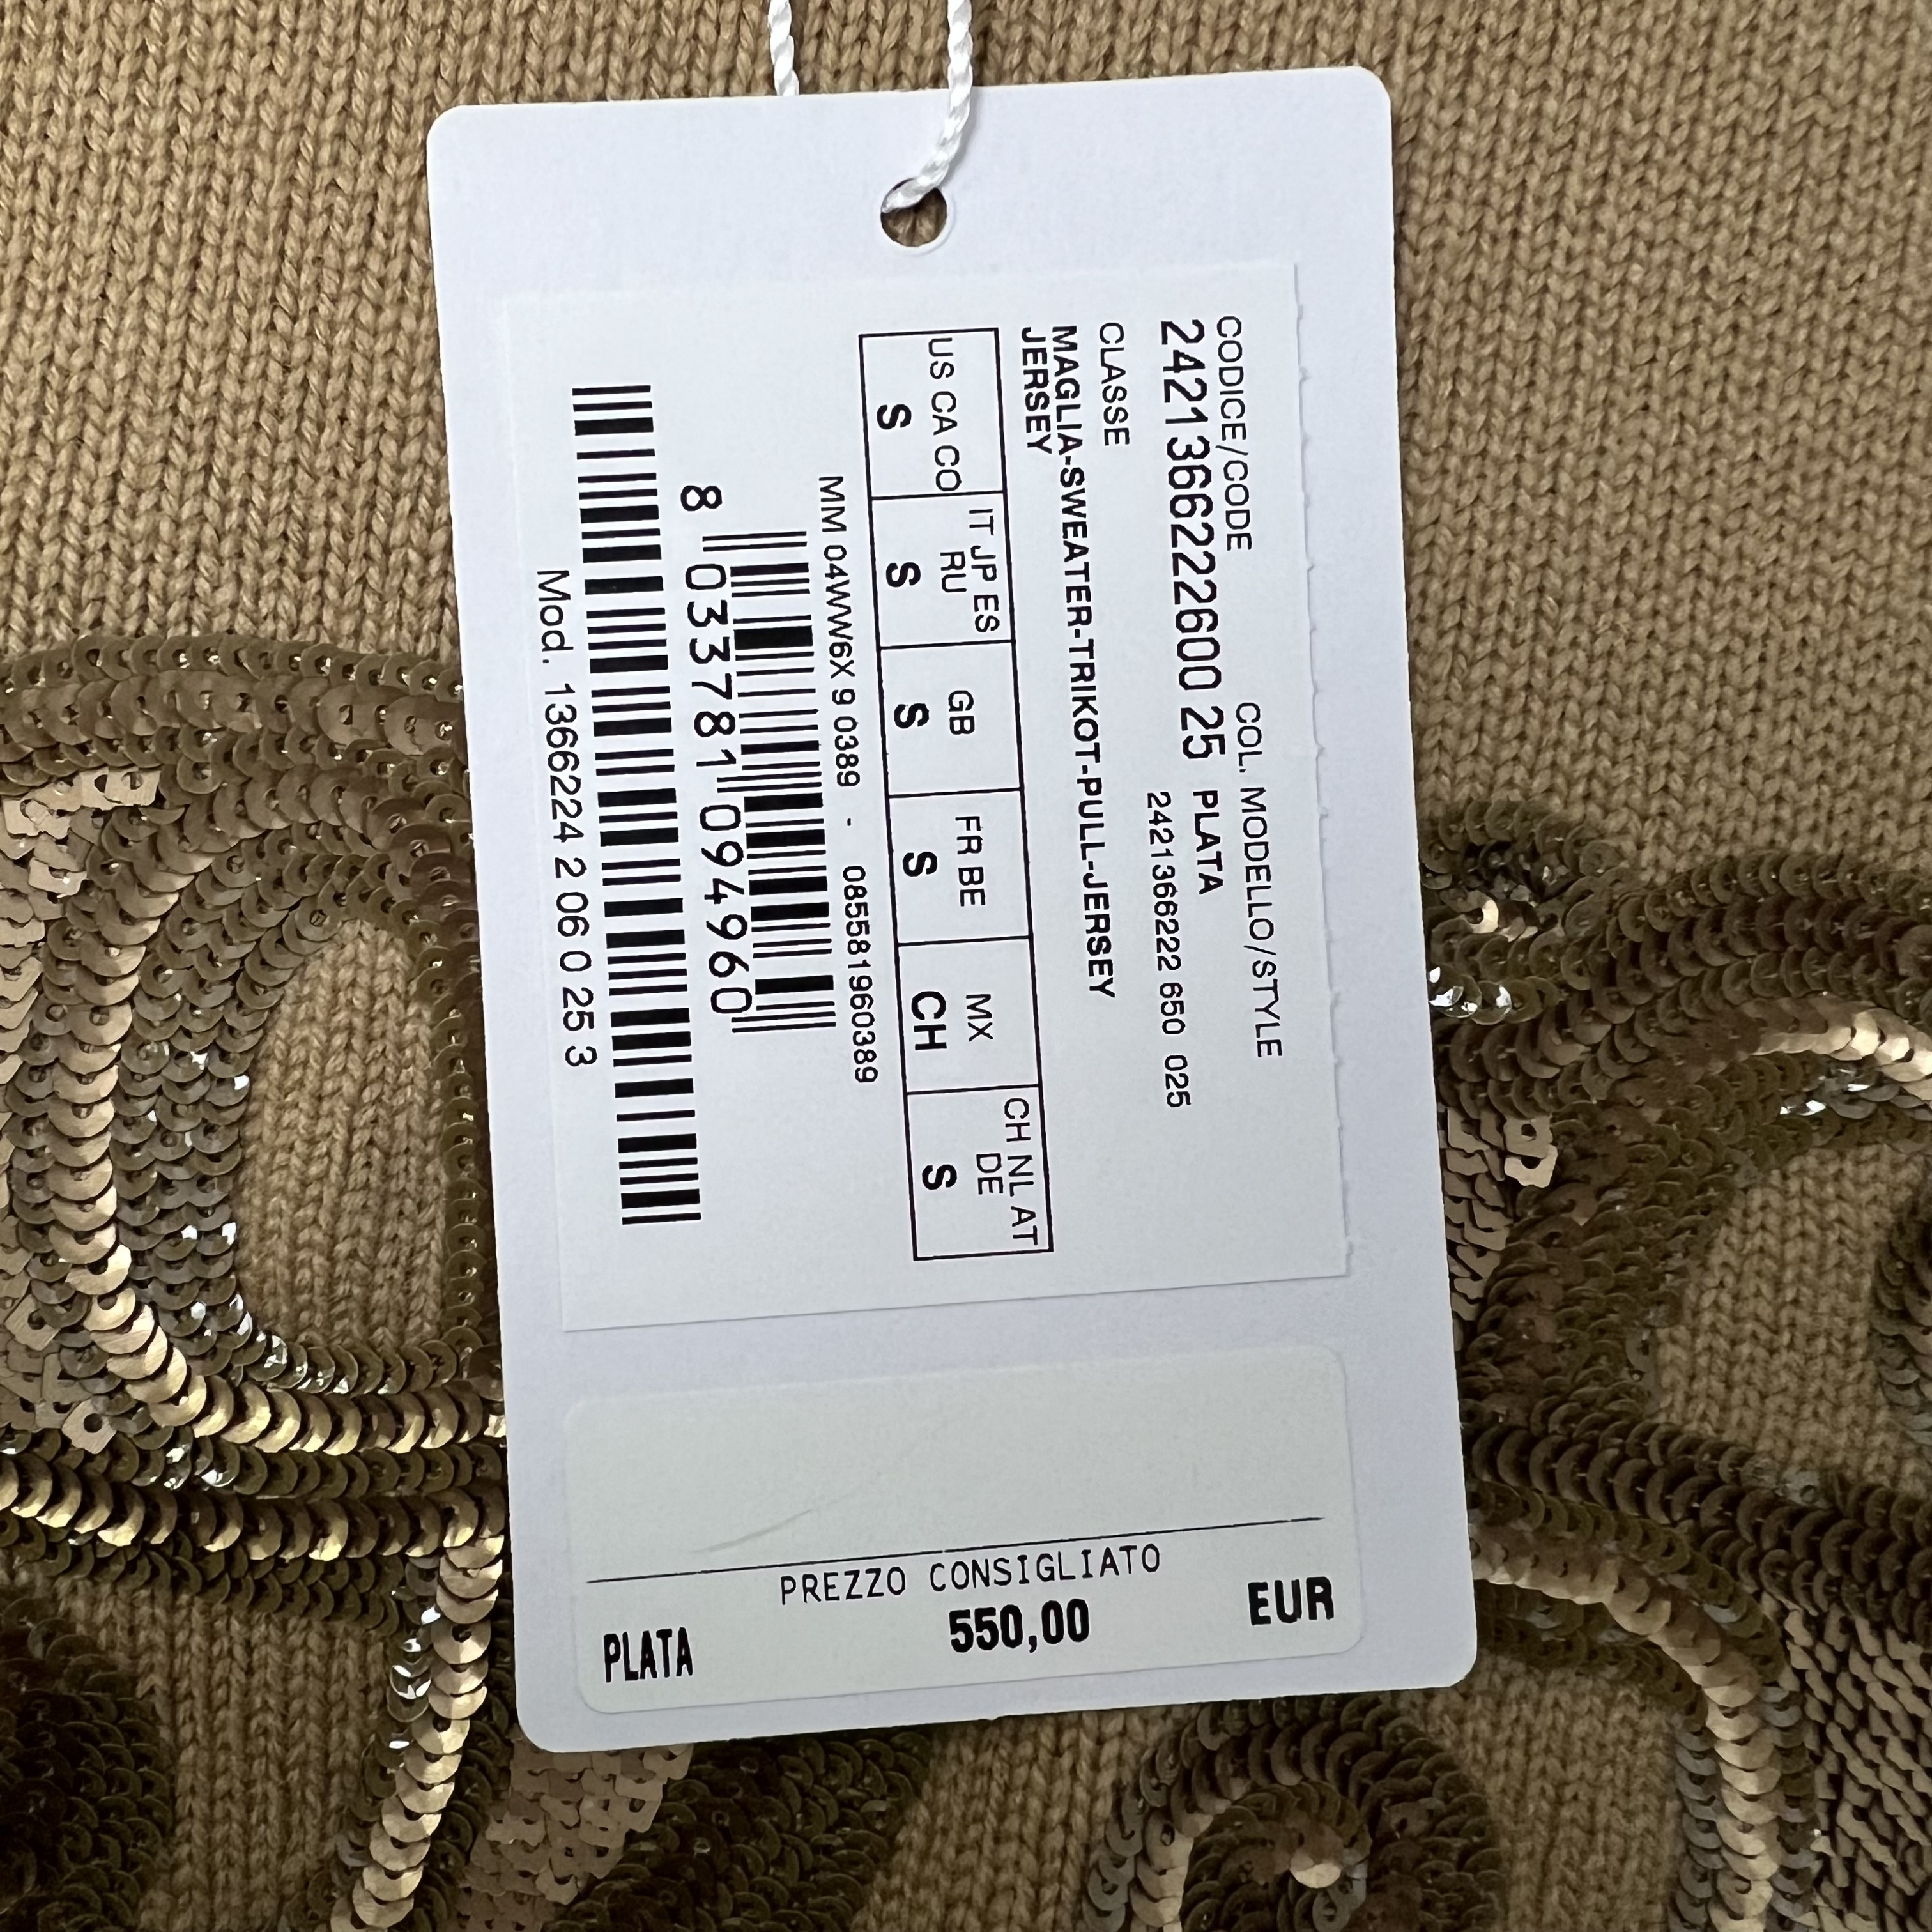 CODICE/CODE COL. MODELLO/STYLE
2421366222600 25 PLATA
2421366222 650 025
CLASSE
MAGLIA-SWEATER-TRIKOT-PULL-JERSEY
JERSEY
US CA CO
S
IT JP ES
RU
S
GB
S
FR BE
S
MX
CH
CH NL AT
DE
S
MM 04WW6X 9 0389 - 0855819603​89
8 033781 094960
Mod. 1366224 2 06 0 25 3
PREZZO CONSIGLIATO
PLATA 550,00 EUR